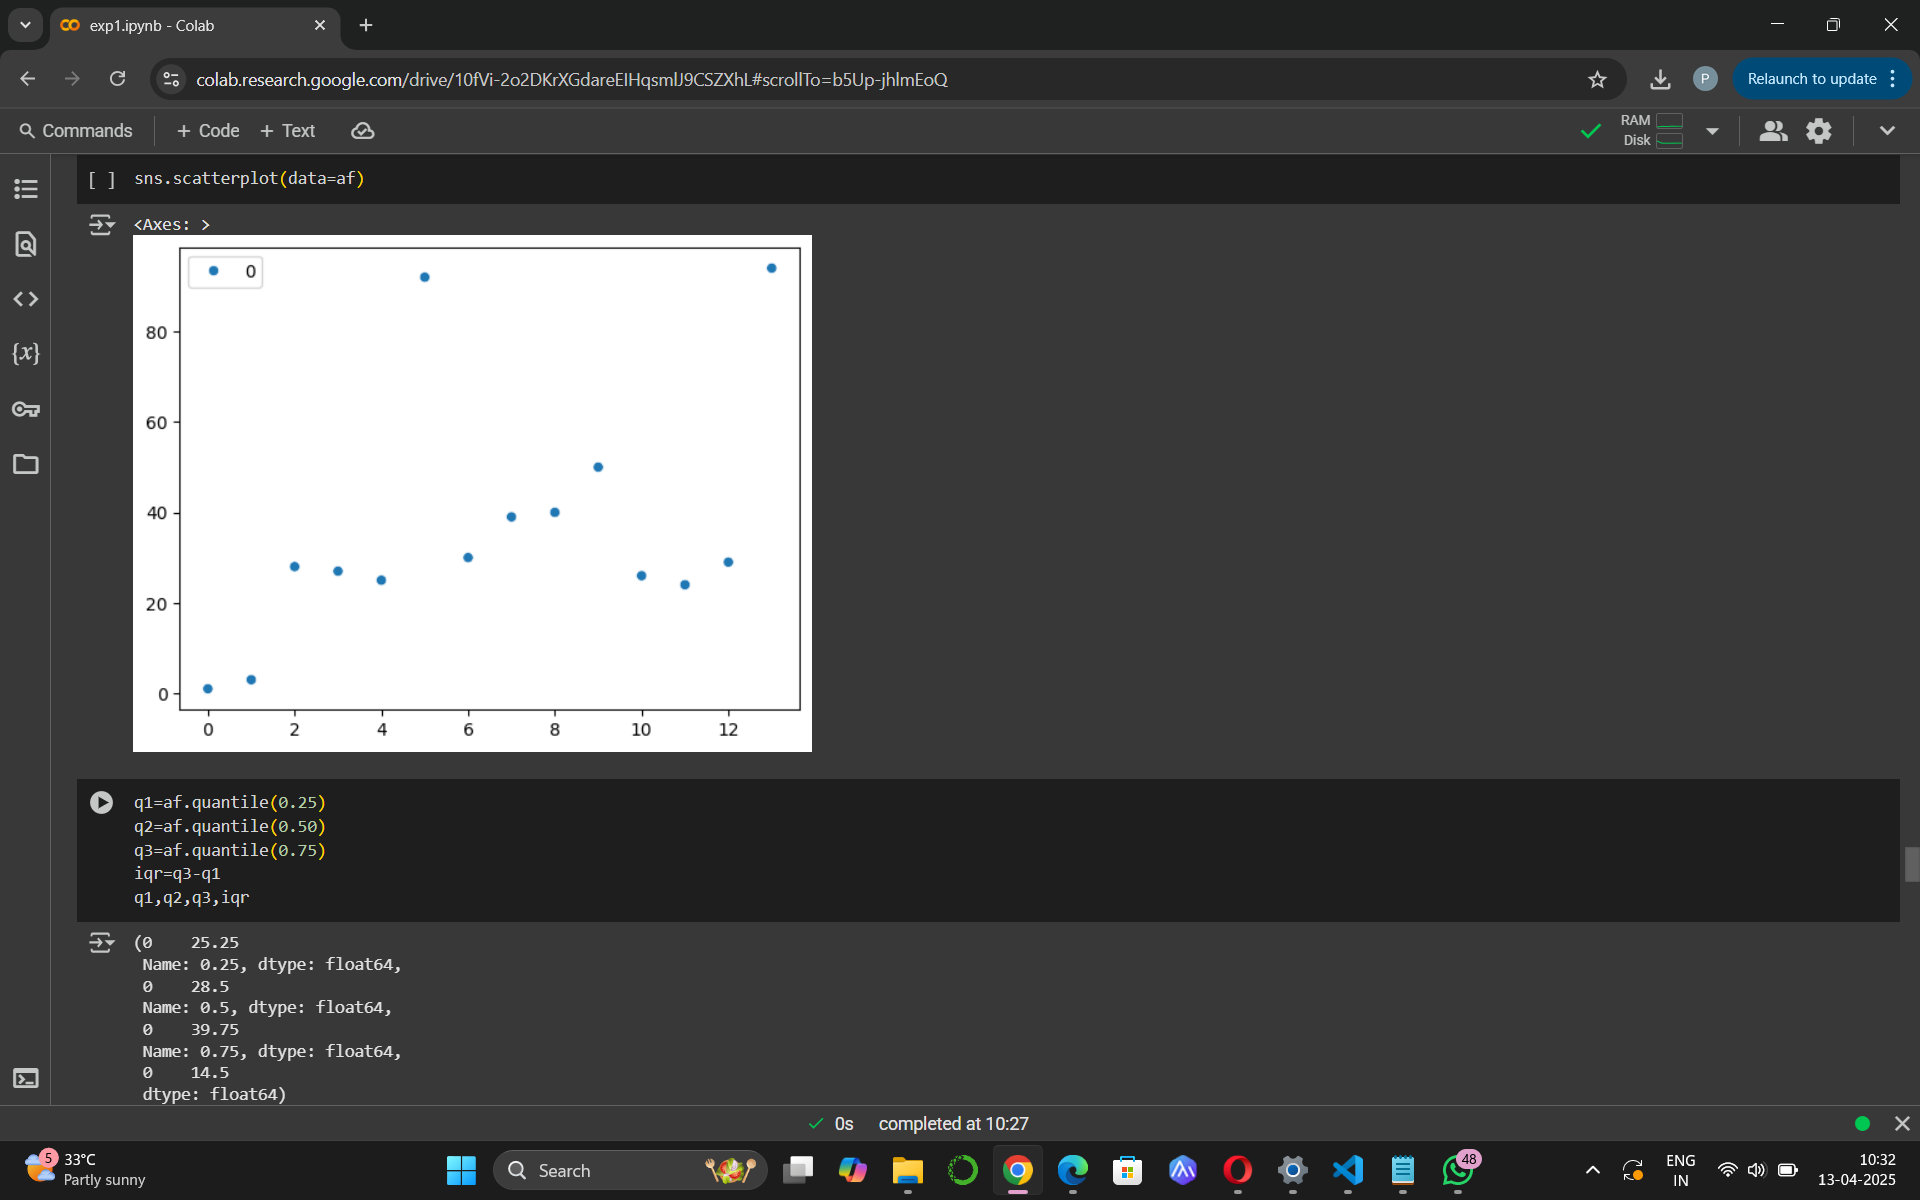 exp1.ipynb - Colab
colab.research.google.com/drive/10fVi-2o2DKrXGdareEIHqsmlJ9CSZXhL#scrollTo=b5Up-jhlmEoQ
P
Relaunch to update
Commands
+ Code
+ Text
RAM
Disk
[ ] sns.scatterplot(data=af)
<Axes: >
0
80
60
40
20
0
0 2 4 6 8 10 12
q1=af.quantile(0.25)
q2=af.quantile(0.50)
q3=af.quantile(0.75)
iqr=q3-q1
q1,q2,q3,iqr
(0    25.25
Name: 0.25, dtype: float64,
0    28.5
Name: 0.5, dtype: float64,
0    39.75
Name: 0.75, dtype: float64,
0    14.5
dtype: float64)
0s completed at 10:27
5
33°C
Partly sunny
Search
48
ENG
IN
10:32
13-04-2025